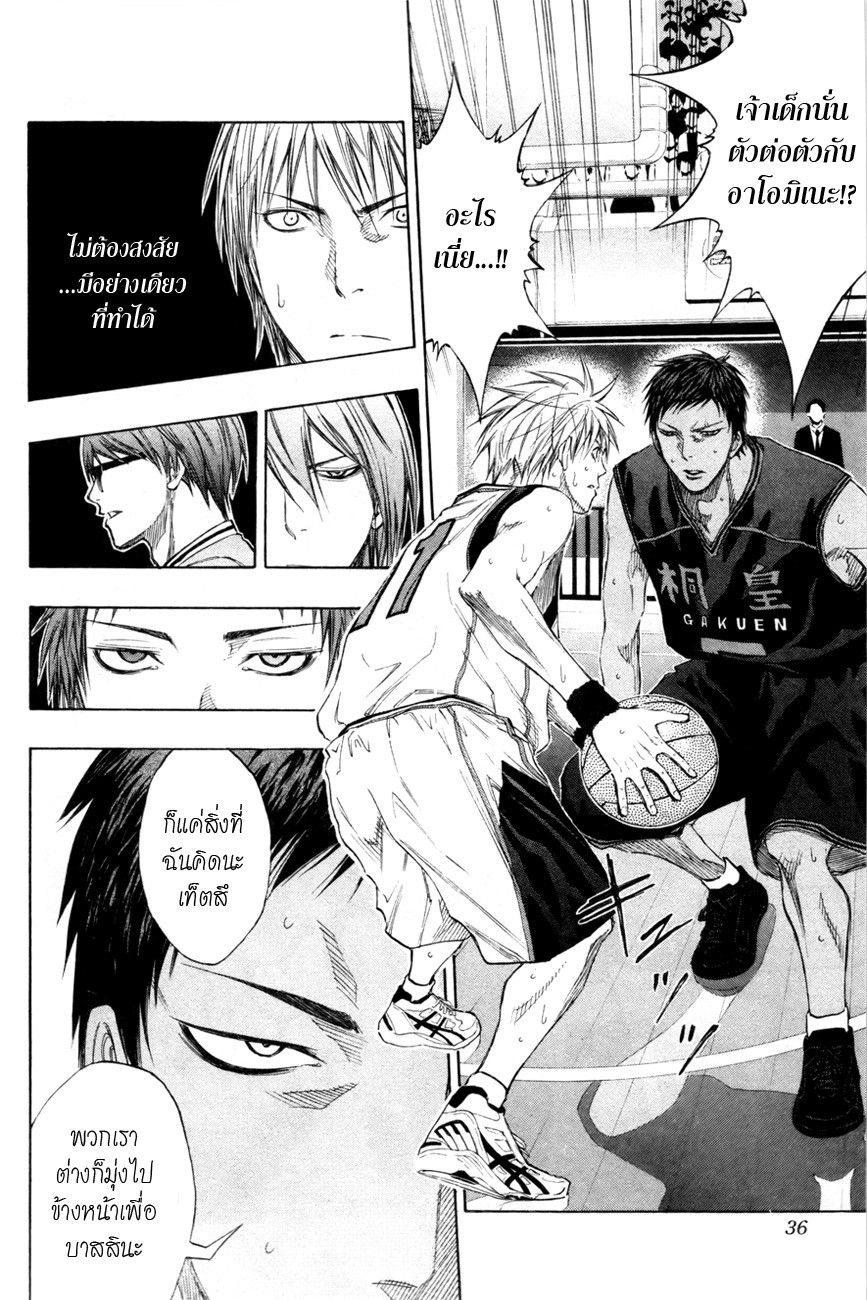 เจ้าเด็กนั่น
ตัวต่อตัวกับ
อาโอมิเนะ!?
อะไร
เนี่ย...!!
ไม่ต้องสงสัย
...มีอย่างเดียว
ที่ทำได้
11
桐皇
GAKUEN
ギュ
ッ
ก็แค่สิ่งที่
ฉันคิดนะ
เท็ตสึ
พวกเรา
ต่างก็มุ่งไป
ข้างหน้าเพื่อ
บาสสินะ
36